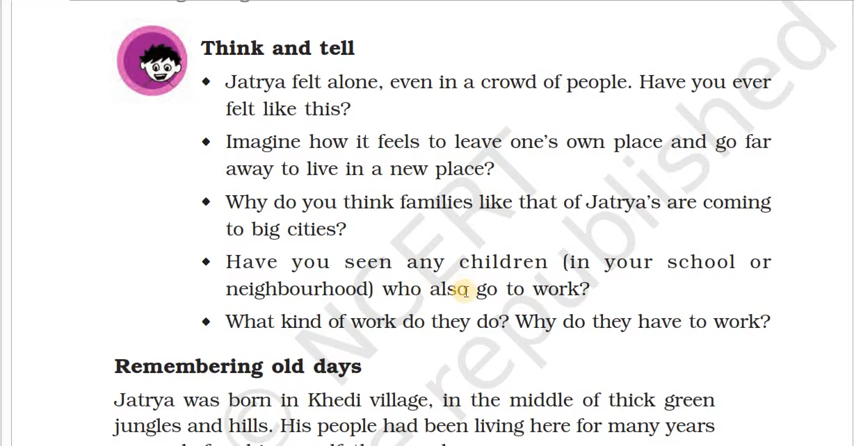 Think and tell
◆ Jatrya felt alone, even in a crowd of people. Have you ever
felt like this?
◆ Imagine how it feels to leave one's own place and go far
away to live in a new place?
◆ Why do you think families like that of Jatrya's are coming
to big cities?
◆ Have you seen any children (in your school or
neighbourhood) who also go to work?
◆ What kind of work do they do? Why do they have to work?
Remembering old days
Jatrya was born in Khedi village, in the middle of thick green
jungles and hills. His people had been living here for many years
© NCERT
republished